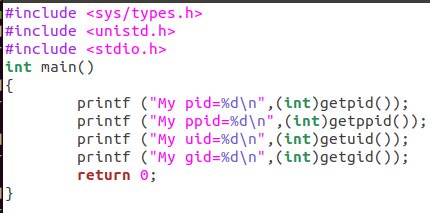 #include <sys/types.h>
#include <unistd.h>
#include <stdio.h>
int main()
{
        printf ("My pid=%d\n",(int)getpid());
        printf ("My ppid=%d\n",(int)getppid());
        printf ("My uid=%d\n",(int)getuid());
        printf ("My gid=%d\n",(int)getgid());
        return 0;
}